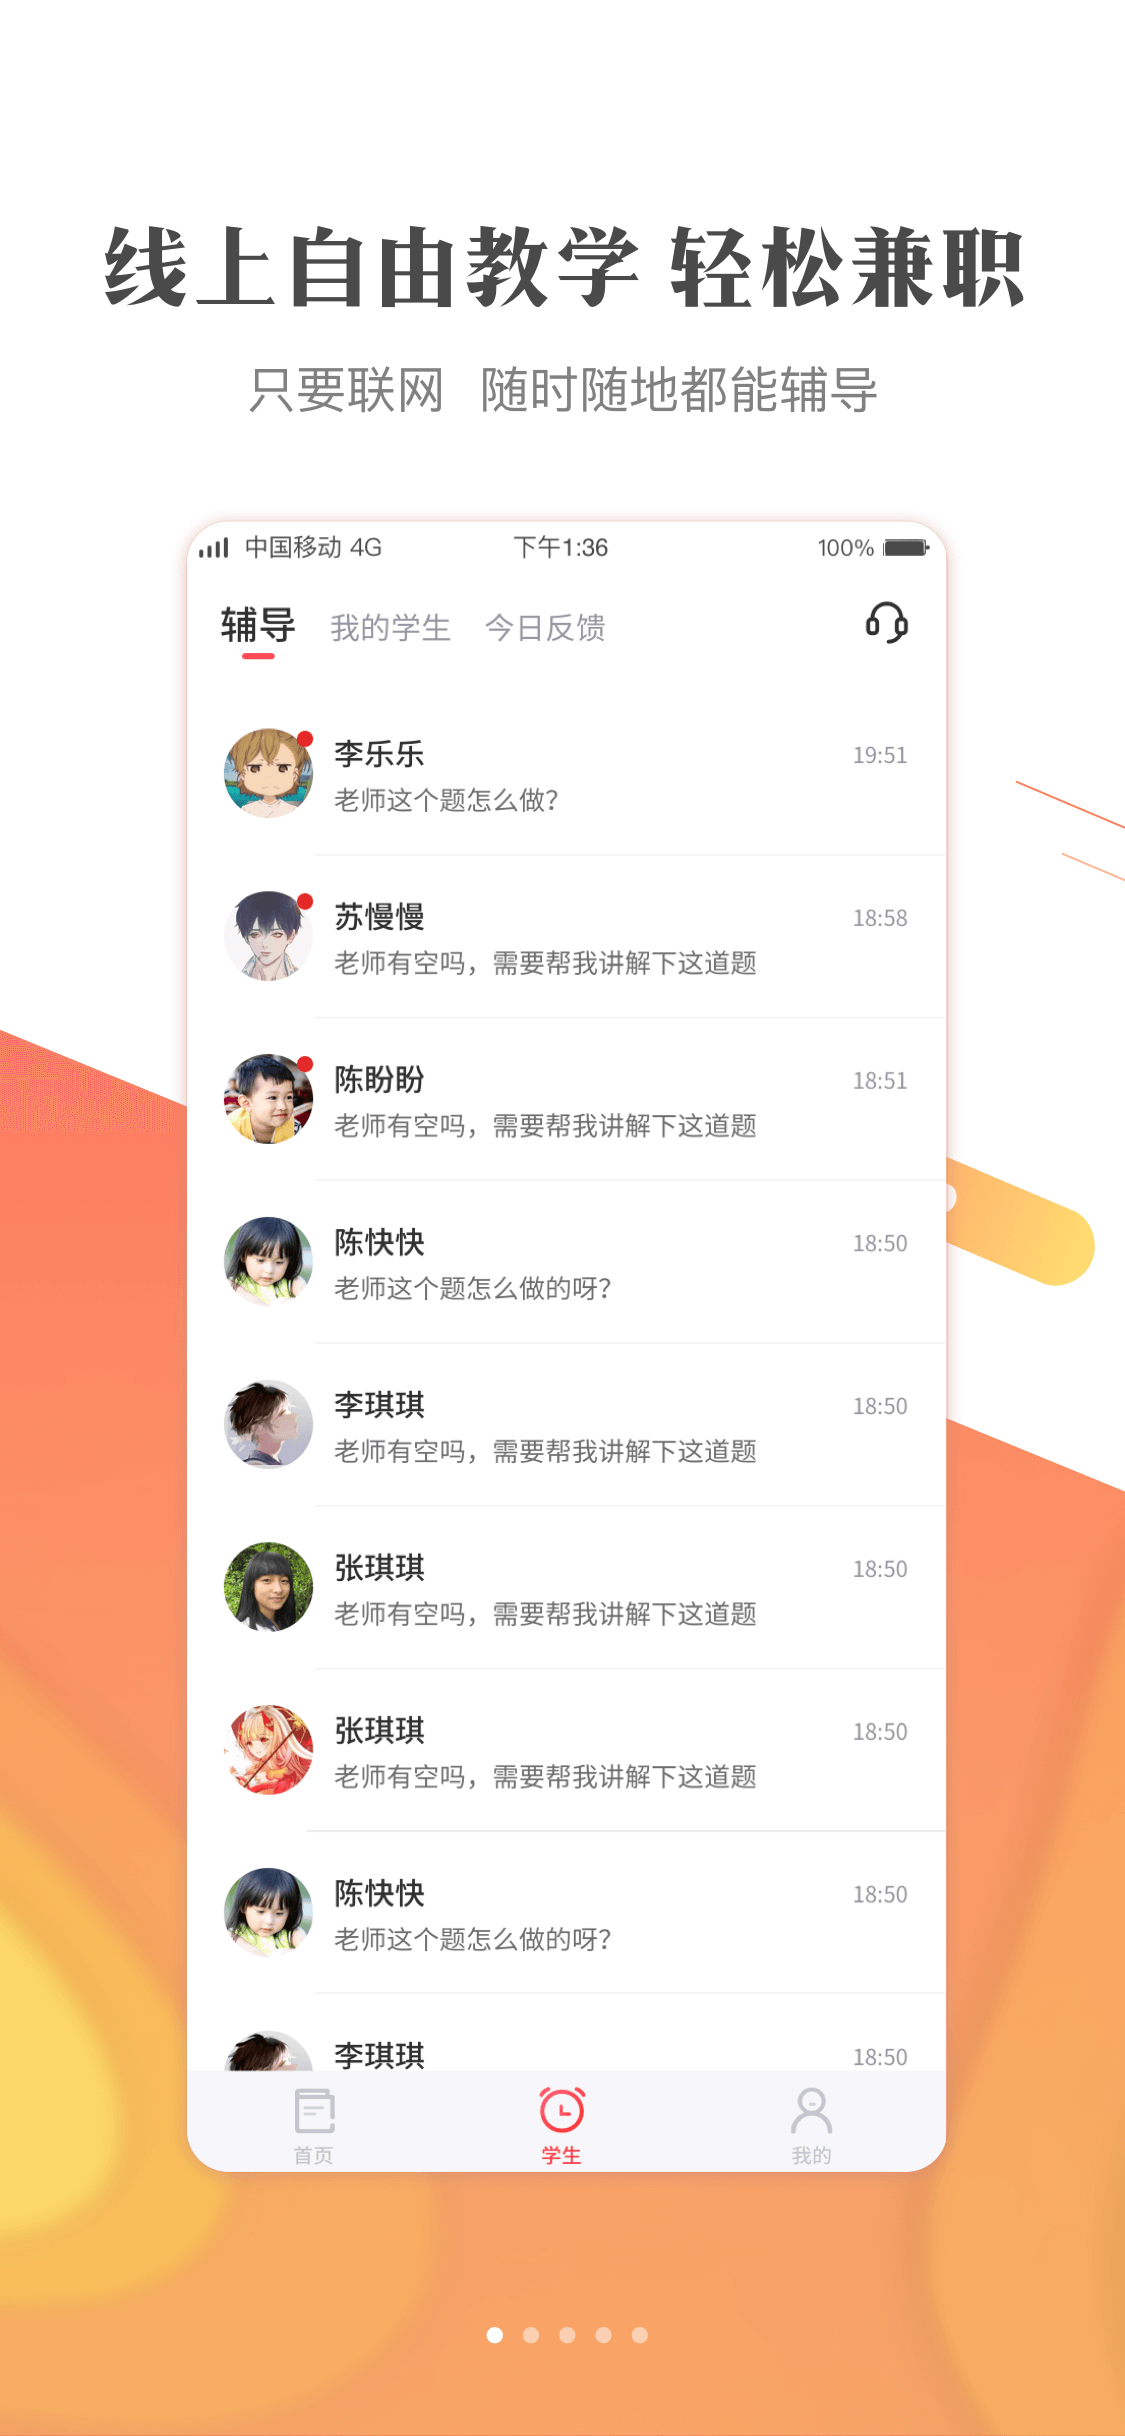 线上自由教学 轻松兼职
只要联网 随时随地都能辅导
中国移动 4G 下午1:36 100%
辅导 我的学生 今日反馈
李乐乐 19:51
老师这个题怎么做?
苏慢慢 18:58
老师有空吗，需要帮我讲解下这道题
陈盼盼 18:51
老师有空吗，需要帮我讲解下这道题
陈快快 18:50
老师这个题怎么做的呀?
李琪琪 18:50
老师有空吗，需要帮我讲解下这道题
张琪琪 18:50
老师有空吗，需要帮我讲解下这道题
张琪琪 18:50
老师有空吗，需要帮我讲解下这道题
陈快快 18:50
老师这个题怎么做的呀?
李琪琪 18:50
首页 学生 我的